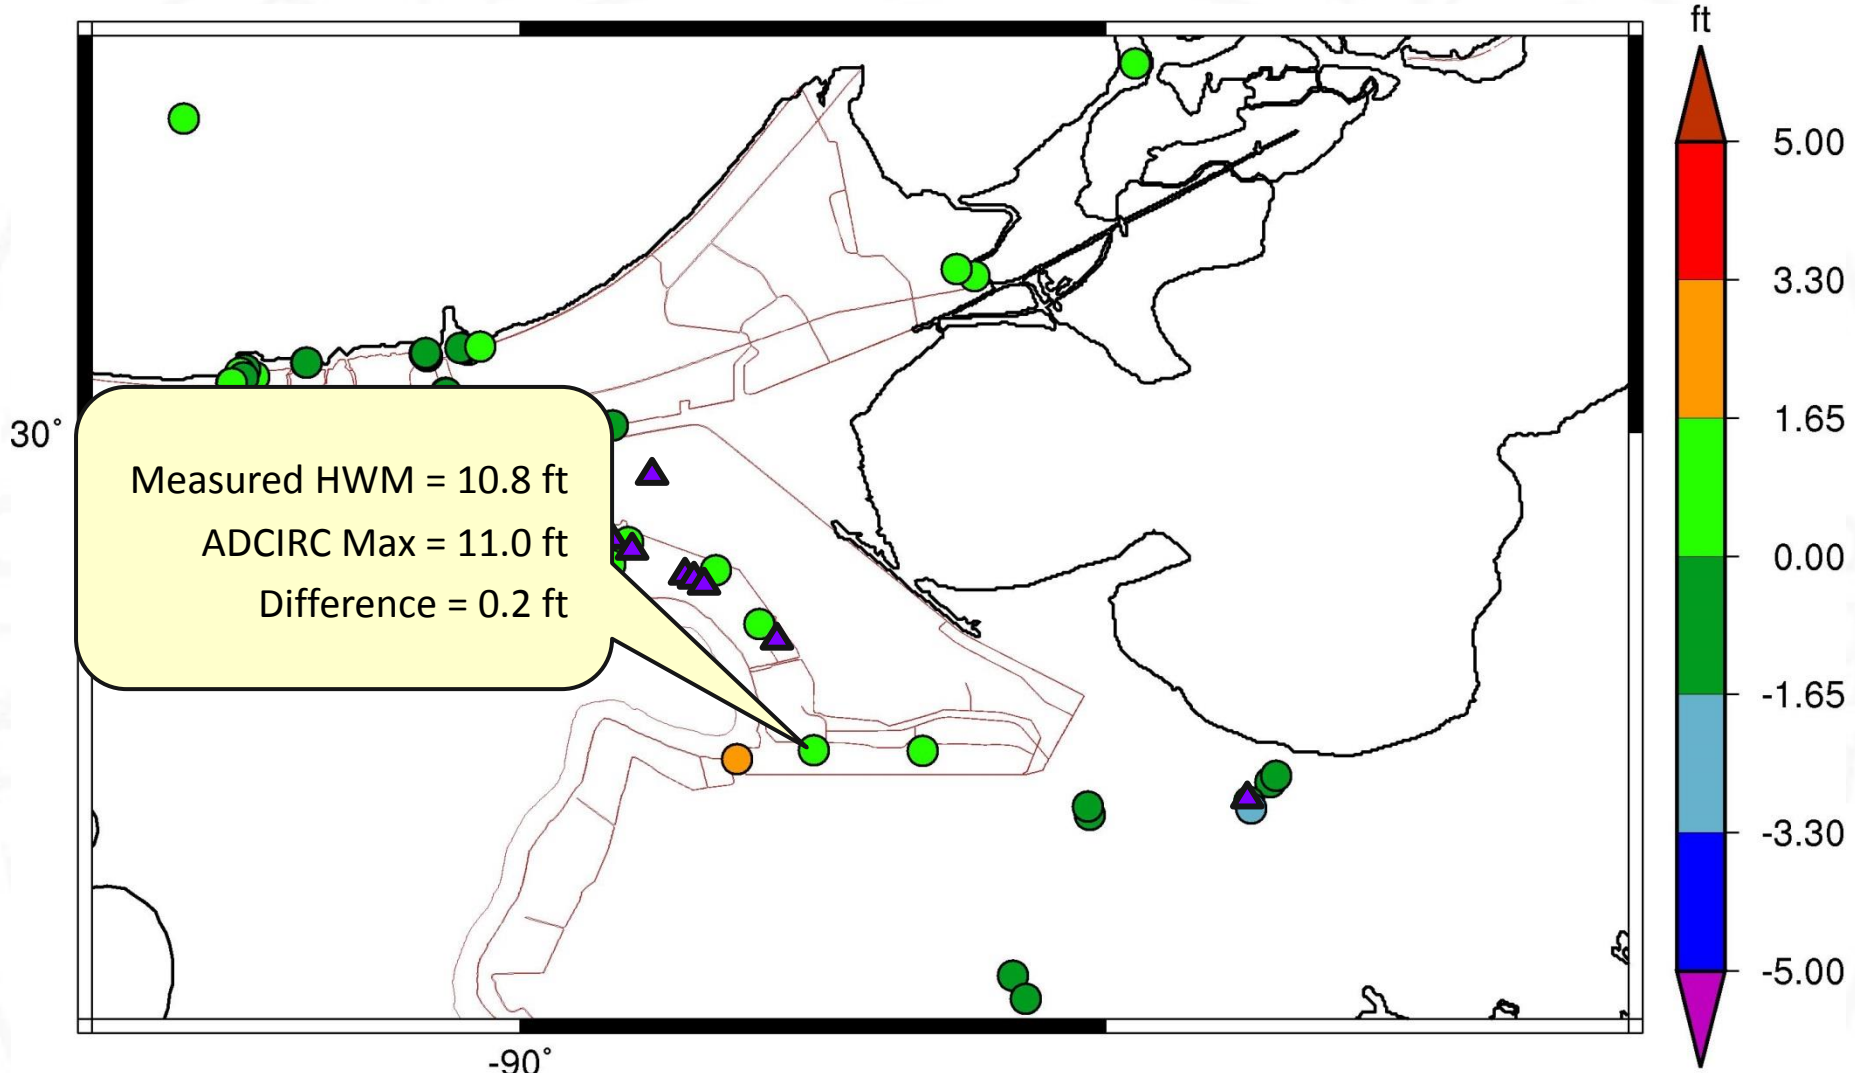 ft
5.00
3.30
1.65
0.00
-1.65
-3.30
-5.00
30°
Measured HWM = 10.8 ft
ADCIRC Max = 11.0 ft
Difference = 0.2 ft
-90°